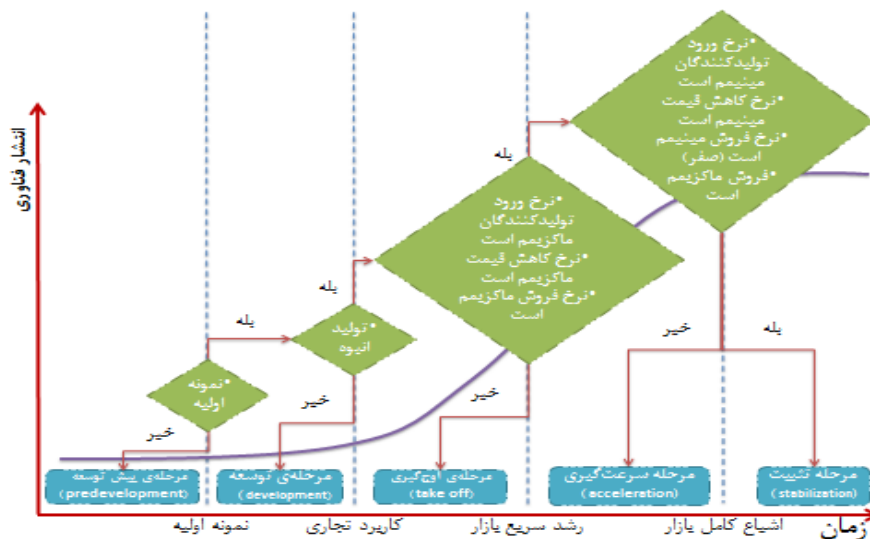 •نرخ ورود
تولیدکنندگان
مینیمم است
•نرخ کاهش قیمت
مینیمم است
•نرخ فروش مینیمم
است (صفر)
•فروش ماکزیمم
است
بله
•نرخ ورود
تولیدکنندگان
ماکزیمم است
•نرخ کاهش قیمت
ماکزیمم است
•نرخ فروش ماکزیمم
است
بله
•تولید
انبوه
بله
•نمونه
اولیه
خیر
خیر
خیر
خیر
بله
انتشار فناوری
مرحله‌ی پیش توسعه
(predevelopment)
مرحله‌ی توسعه
(development)
مرحله‌ی اوج‌گیری
(take off)
مرحله سرعت‌گیری
(acceleration)
مرحله تثبیت
(stabilization)
نمونه اولیه
کاربرد تجاری
رشد سریع بازار
اشباع کامل بازار
زمان